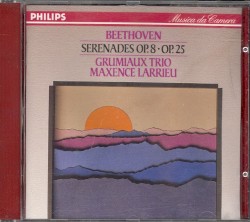 PHILIPS
Musica da Camera
BEETHOVEN
SERENADES OP. 8 · OP. 25
GRUMIAUX TRIO
MAXENCE LARRIEU